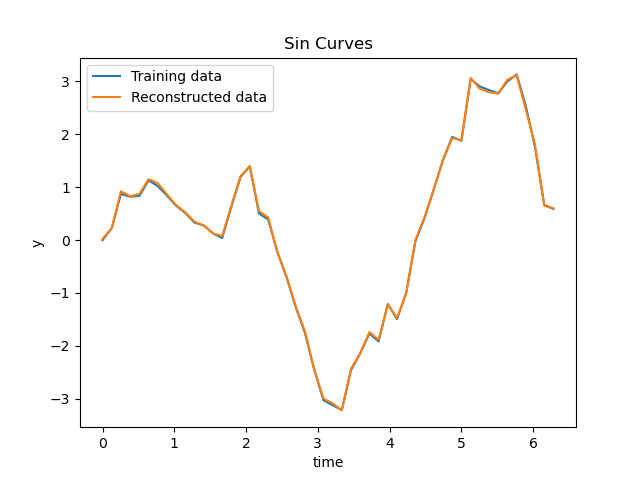 Sin Curves
Training data
Reconstructed data
3
2
1
0
−1
−2
−3
y
0 1 2 3 4 5 6
time